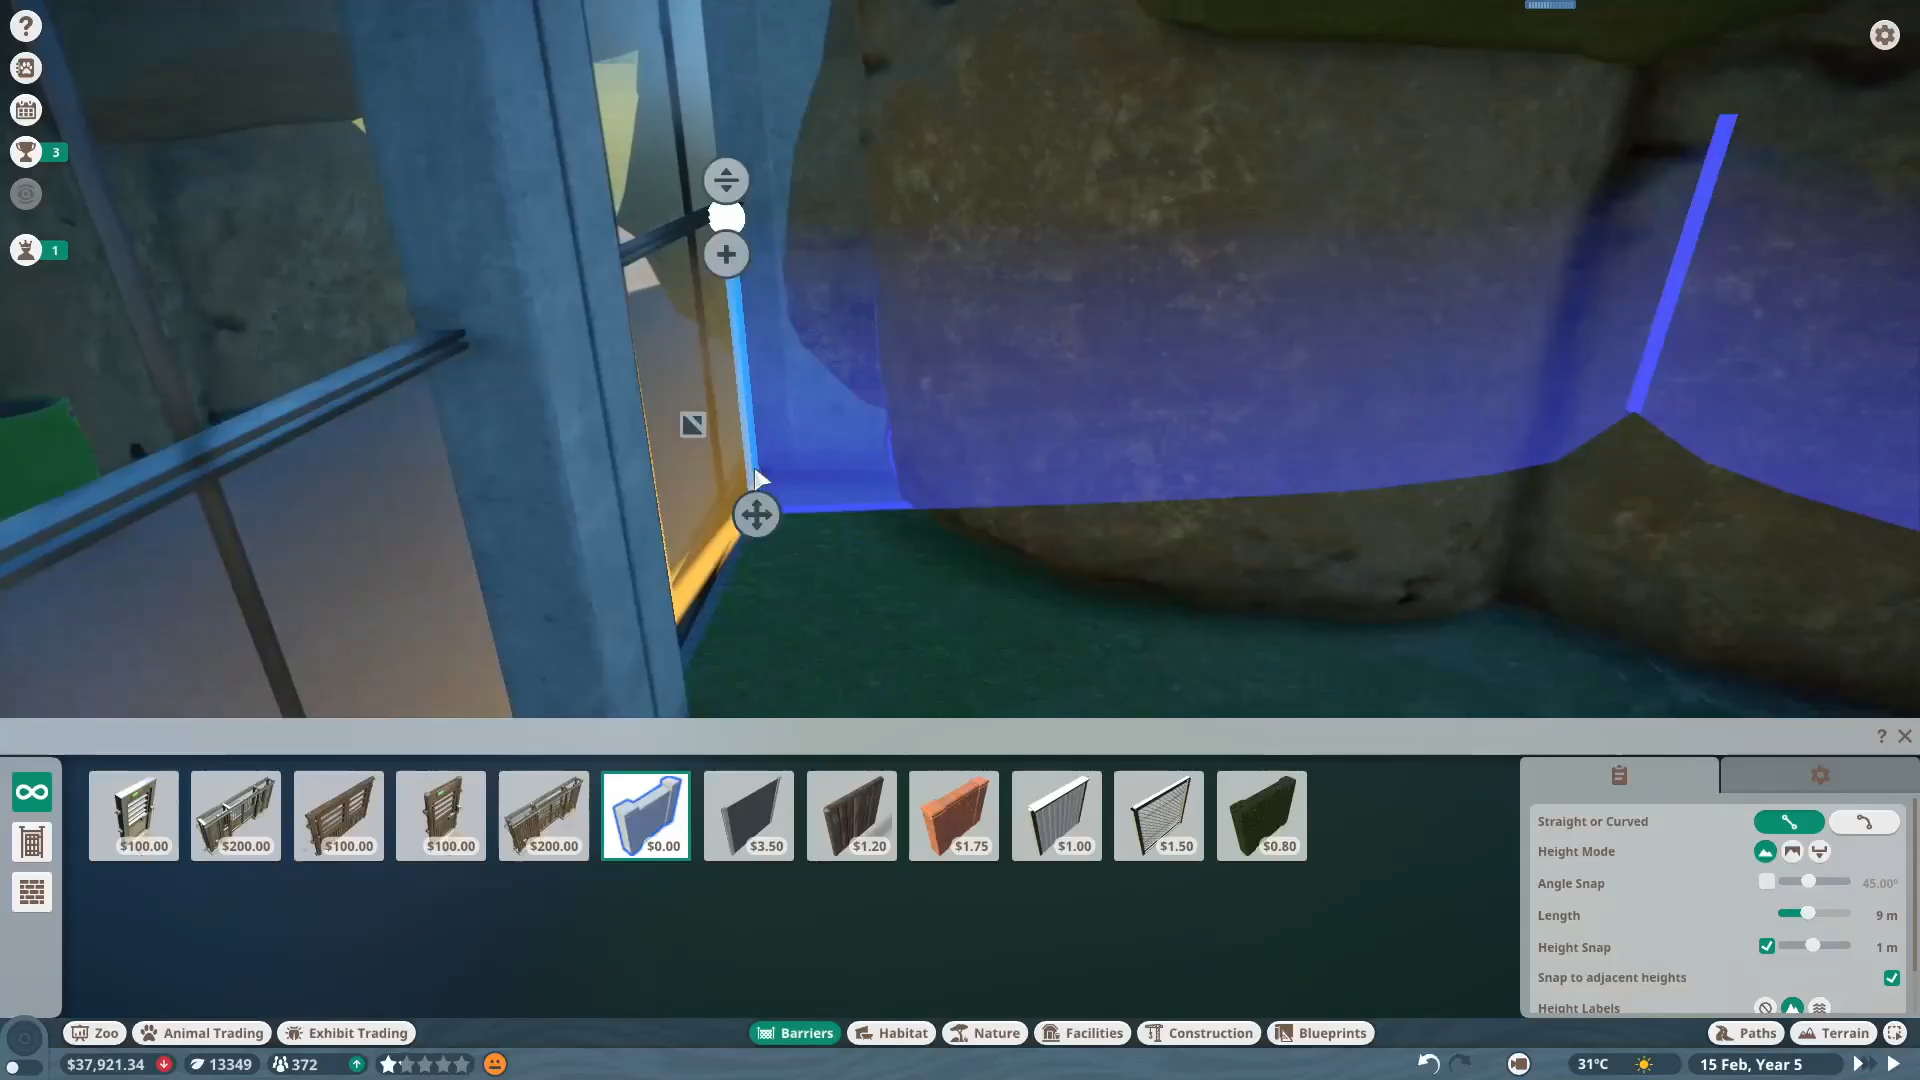 ?
3
1
?
$100.00
$200.00
$100.00
$100.00
$200.00
$0.00
$3.50
$1.20
$1.75
$1.00
$1.50
$0.80
Straight or Curved
Height Mode
Angle Snap 45.00°
Length 9 m
Height Snap 1 m
Snap to adjacent heights
Height Labels
Zoo
Animal Trading
Exhibit Trading
Barriers
Habitat
Nature
Facilities
Construction
Blueprints
Paths
Terrain
$37,921.34
13349
372
31°C
15 Feb, Year 5